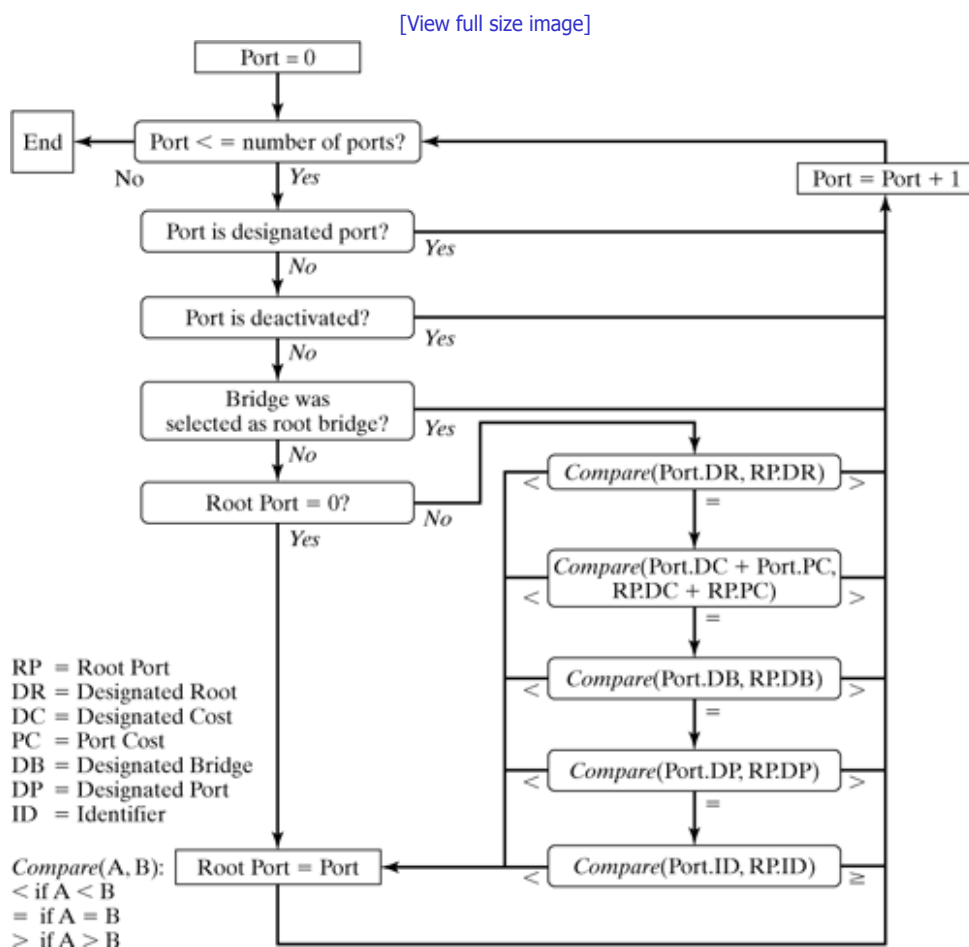 [View full size image]
Port = 0
End
Port < = number of ports?
No
Yes
Port = Port + 1
Port is designated port?
Yes
No
Port is deactivated?
Yes
No
Bridge was
selected as root bridge?
Yes
No
Root Port = 0?
No
Yes
Compare(Port.DR, RP.DR)
<
>
=
Compare(Port.DC + Port.PC,
RP.DC + RP.PC)
<
>
=
Compare(Port.DB, RP.DB)
<
>
=
Compare(Port.DP, RP.DP)
<
>
=
Compare(Port.ID, RP.ID)
<
≥
RP = Root Port
DR = Designated Root
DC = Designated Cost
PC = Port Cost
DB = Designated Bridge
DP = Designated Port
ID = Identifier
Root Port = Port
Compare(A, B):
< if A < B
= if A = B
> if A > B